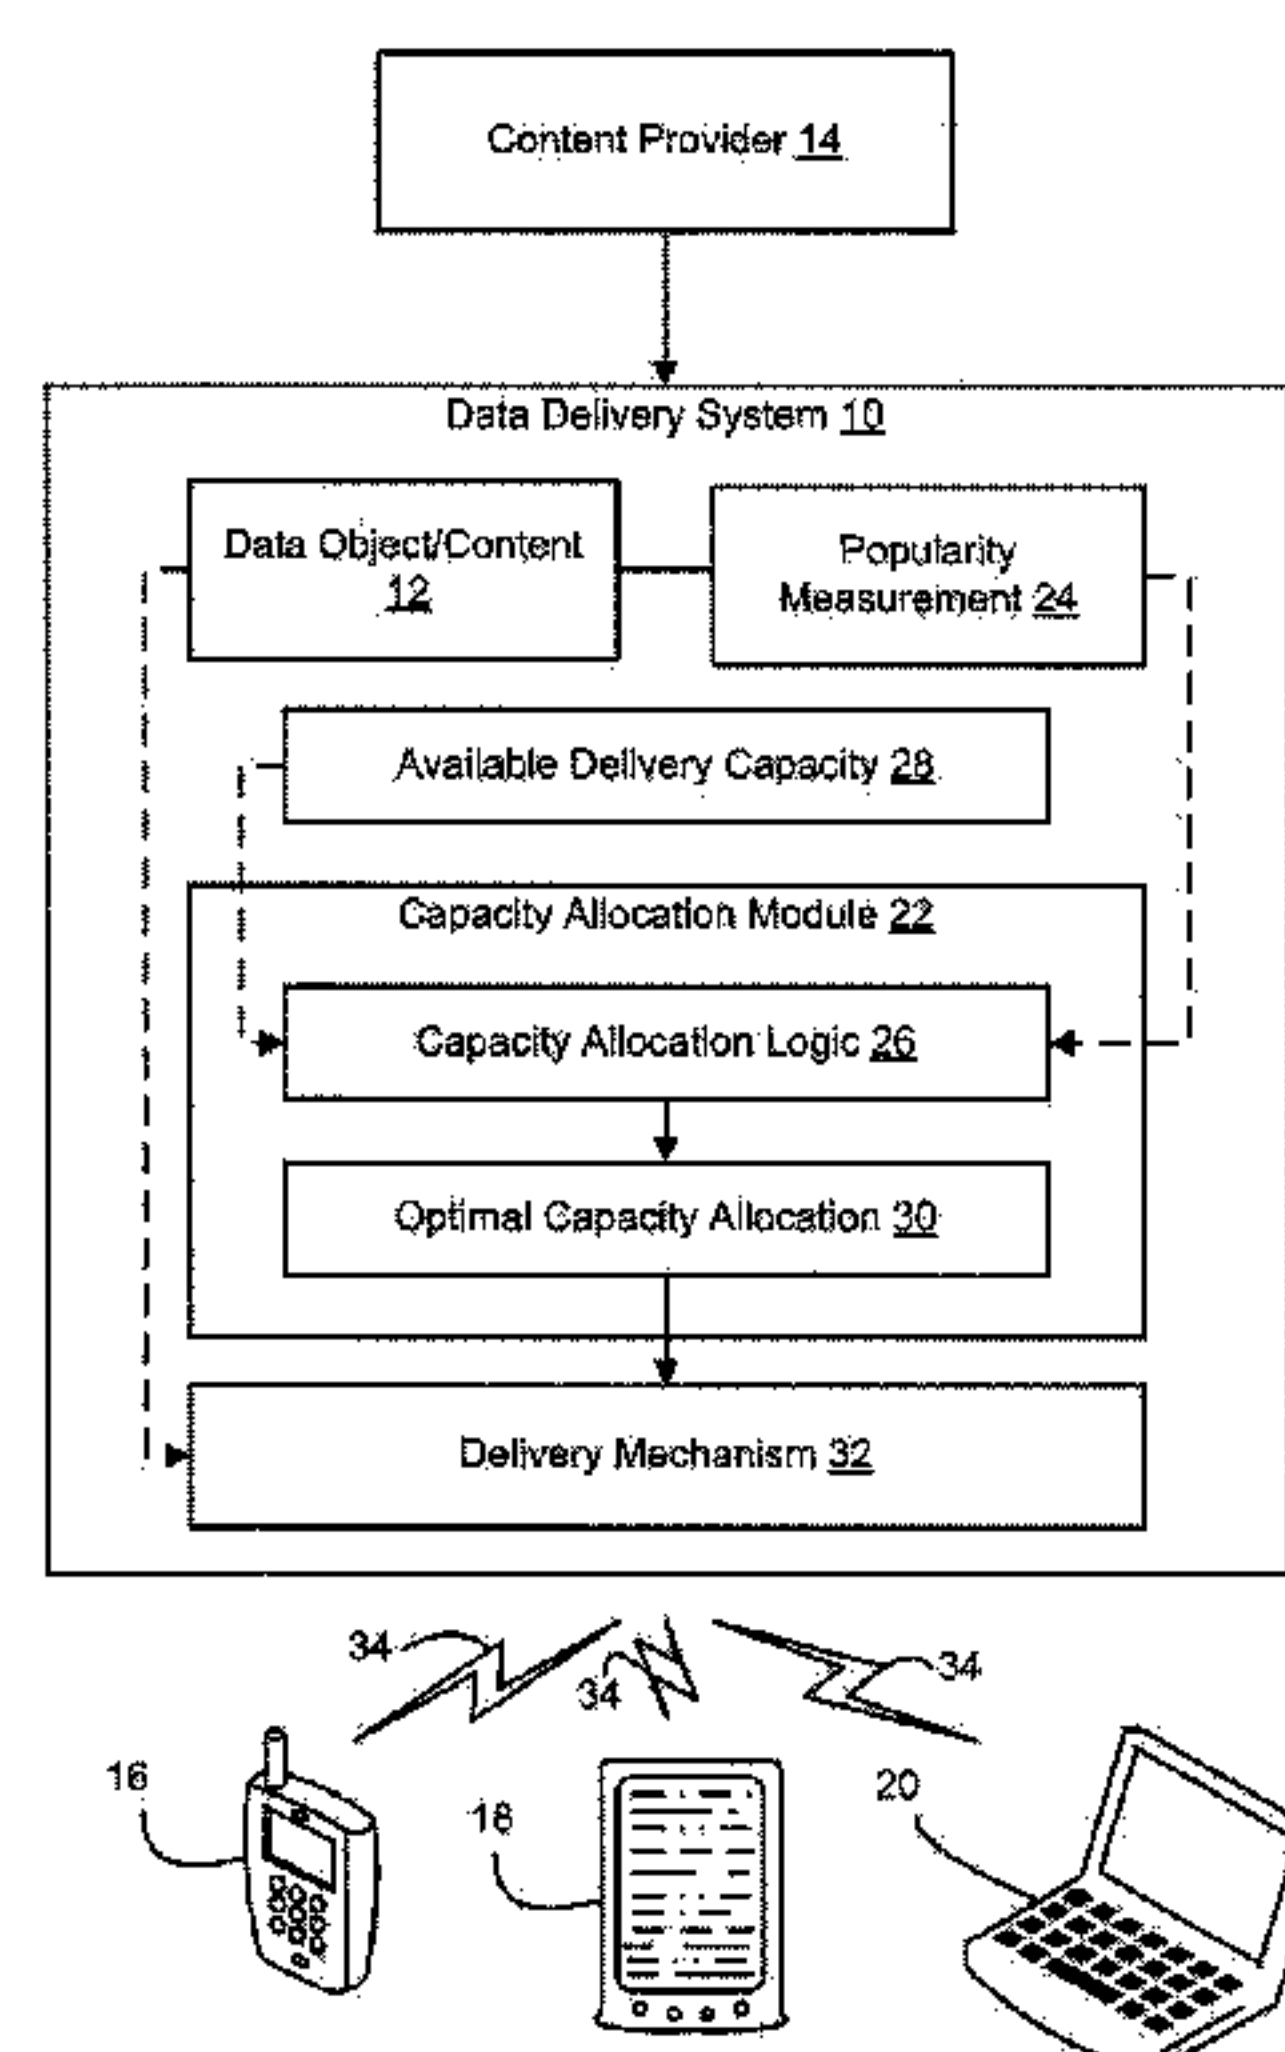 Content Provider 14
Data Delivery System 10
Data Object/Content
12
Popularity
Measurement 24
Available Delivery Capacity 28
Capacity Allocation Module 22
Capacity Allocation Logic 26
Optimal Capacity Allocation 30
Delivery Mechanism 32
34
34
34
16
18
20